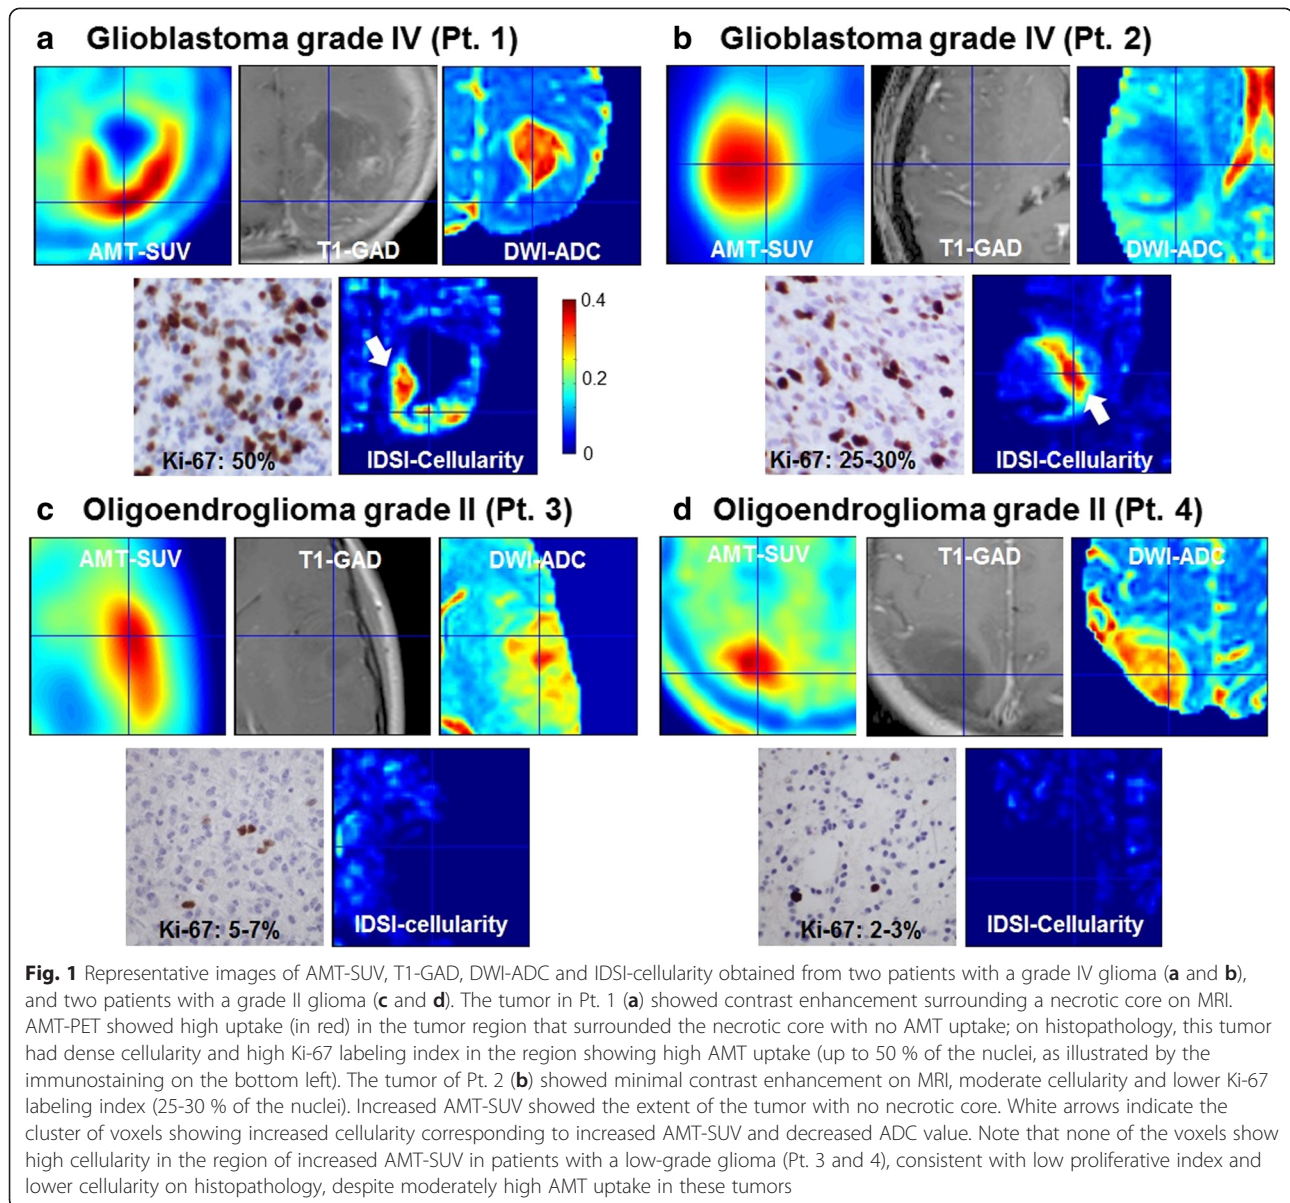 a Glioblastoma grade IV (Pt. 1)
AMT-SUV
T1-GAD
DWI-ADC
Ki-67: 50%
IDSI-Cellularity
0.4
0.2
0
b Glioblastoma grade IV (Pt. 2)
AMT-SUV
T1-GAD
DWI-ADC
Ki-67: 25-30%
IDSI-Cellularity
c Oligoendroglioma grade II (Pt. 3)
AMT-SUV
T1-GAD
DWI-ADC
Ki-67: 5-7%
IDSI-cellularity
d Oligoendroglioma grade II (Pt. 4)
AMT-SUV
T1-GAD
DWI-ADC
Ki-67: 2-3%
IDSI-Cellularity
Fig. 1 Representative images of AMT-SUV, T1-GAD, DWI-ADC and IDSI-cellularity obtained from two patients with a grade IV glioma (a and b),
and two patients with a grade II glioma (c and d). The tumor in Pt. 1 (a) showed contrast enhancement surrounding a necrotic core on MRI.
AMT-PET showed high uptake (in red) in the tumor region that surrounded the necrotic core with no AMT uptake; on histopathology, this tumor
had dense cellularity and high Ki-67 labeling index in the region showing high AMT uptake (up to 50 % of the nuclei, as illustrated by the
immunostaining on the bottom left). The tumor of Pt. 2 (b) showed minimal contrast enhancement on MRI, moderate cellularity and lower Ki-67
labeling index (25-30 % of the nuclei). Increased AMT-SUV showed the extent of the tumor with no necrotic core. White arrows indicate the
cluster of voxels showing increased cellularity corresponding to increased AMT-SUV and decreased ADC value. Note that none of the voxels show
high cellularity in the region of increased AMT-SUV in patients with a low-grade glioma (Pt. 3 and 4), consistent with low proliferative index and
lower cellularity on histopathology, despite moderately high AMT uptake in these tumors